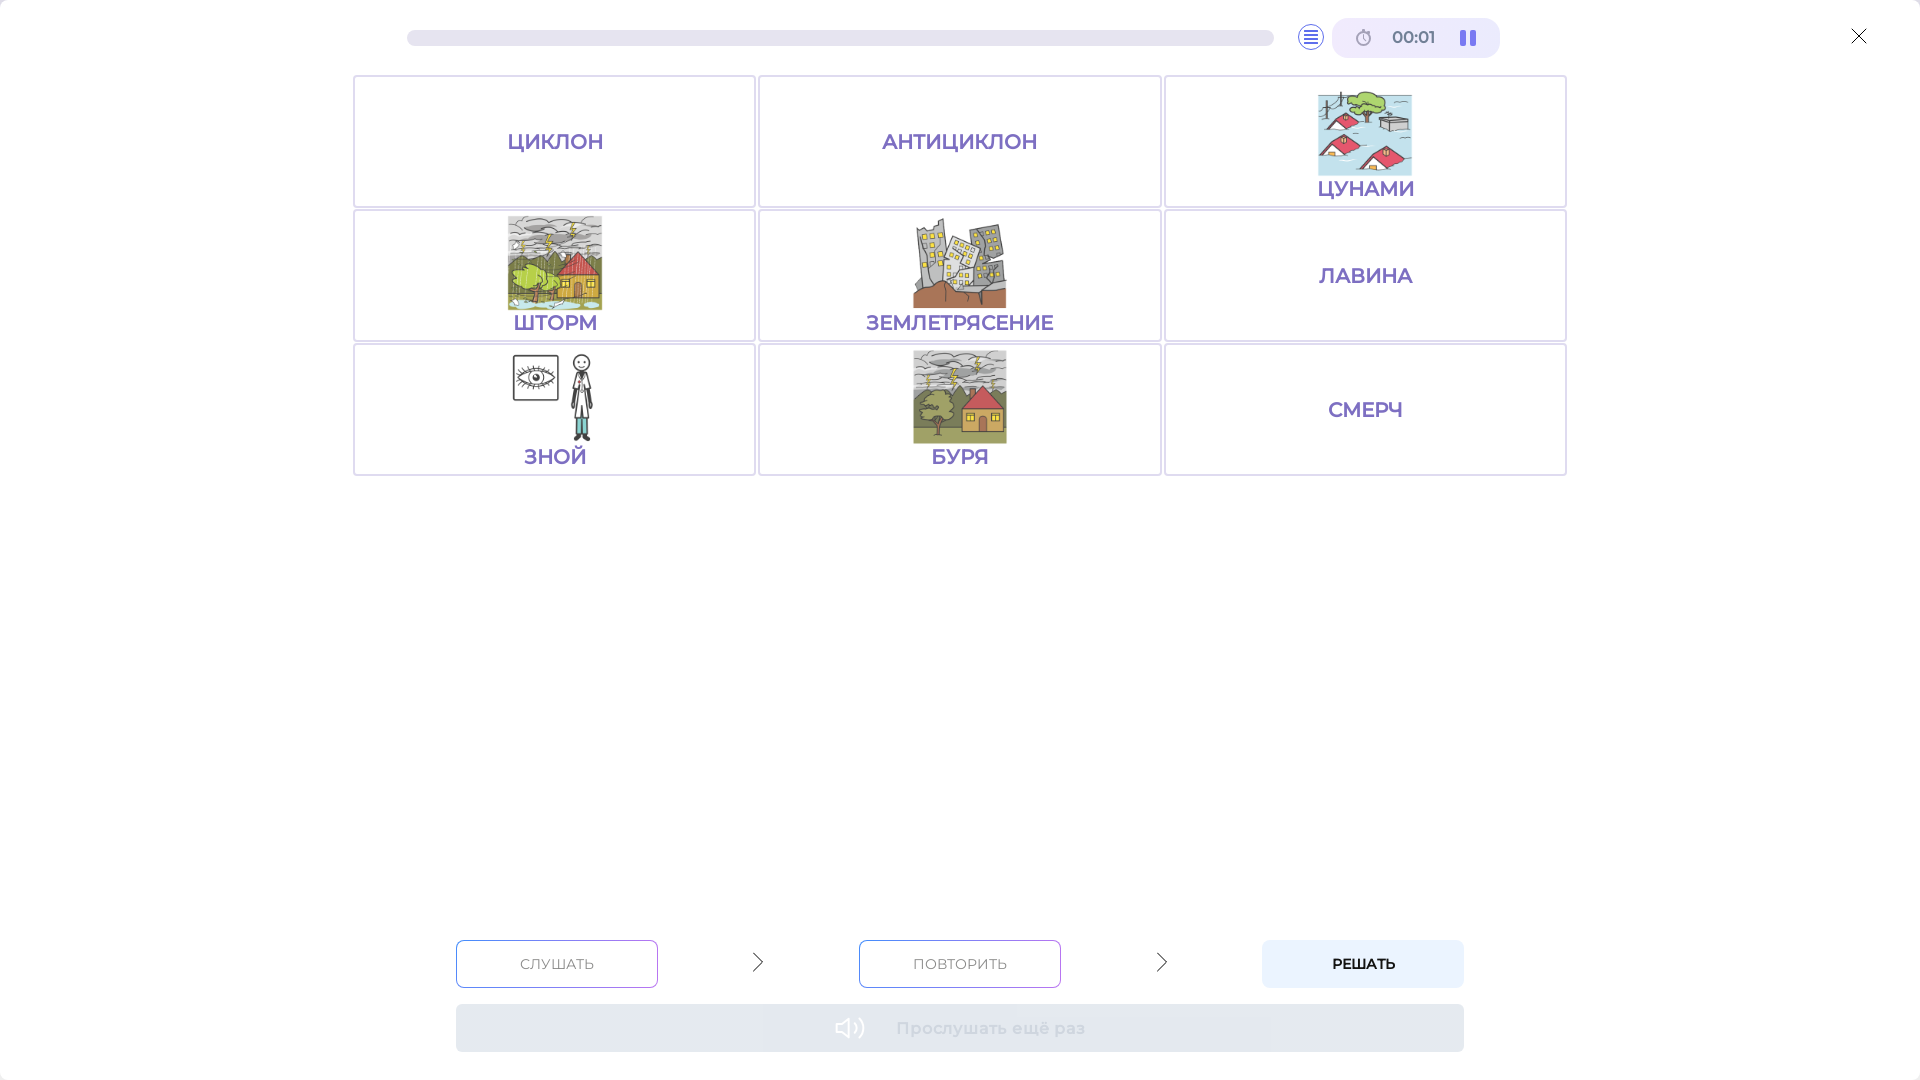 00:01
ЦИКЛОН
АНТИЦИКЛОН
ЦУНАМИ
ШТОРМ
ЗЕМЛЕТРЯСЕНИЕ
ЛАВИНА
ЗНОЙ
БУРЯ
СМЕРЧ
СЛУШАТЬ
ПОВТОРИТЬ
РЕШАТЬ
Прослушать ещё раз